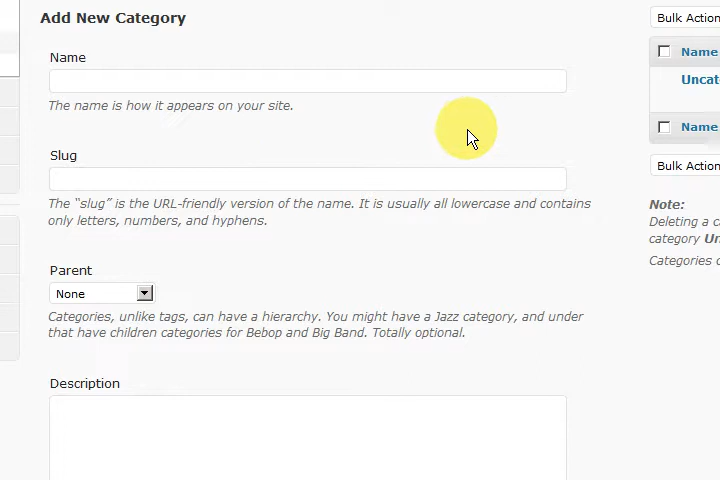 Add New Category
Name
The name is how it appears on your site.
Slug
The “slug” is the URL-friendly version of the name. It is usually all lowercase and contains
only letters, numbers, and hyphens.
Parent
None
Categories, unlike tags, can have a hierarchy. You might have a Jazz category, and under
that have children categories for Bebop and Big Band. Totally optional.
Description
Bulk Action
Name
Uncat
Name
Bulk Action
Note:
Deleting a c
category Un
Categories c